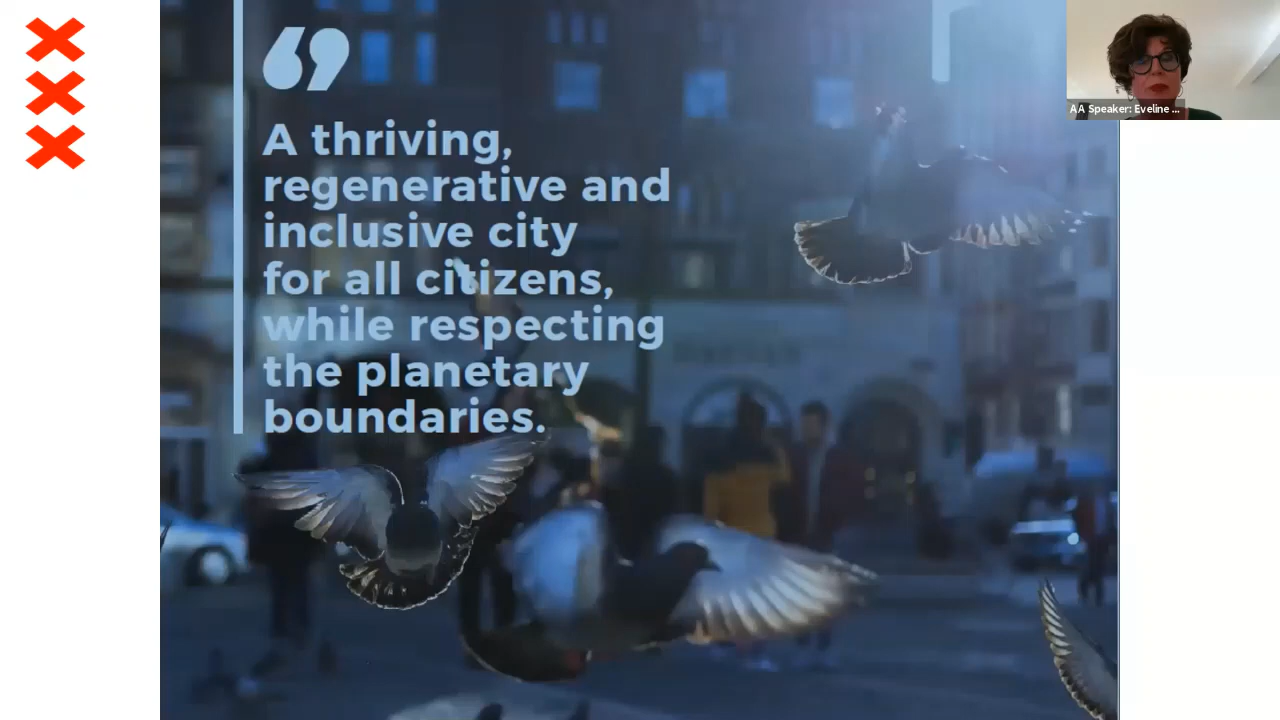 A thriving,
regenerative and
inclusive city
for all citizens,
while respecting
the planetary
boundaries.
AA Speaker: Eveline ...